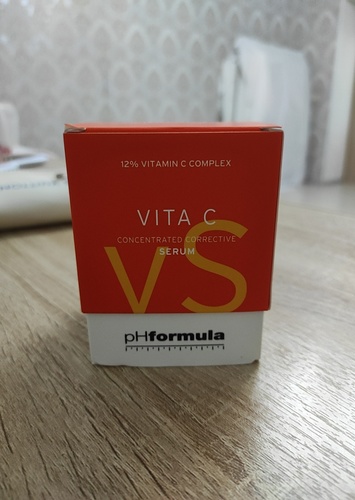 12% VITAMIN C COMPLEX
VITA C
CONCENTRATED CORRECTIVE
SERUM
VS
pHformula